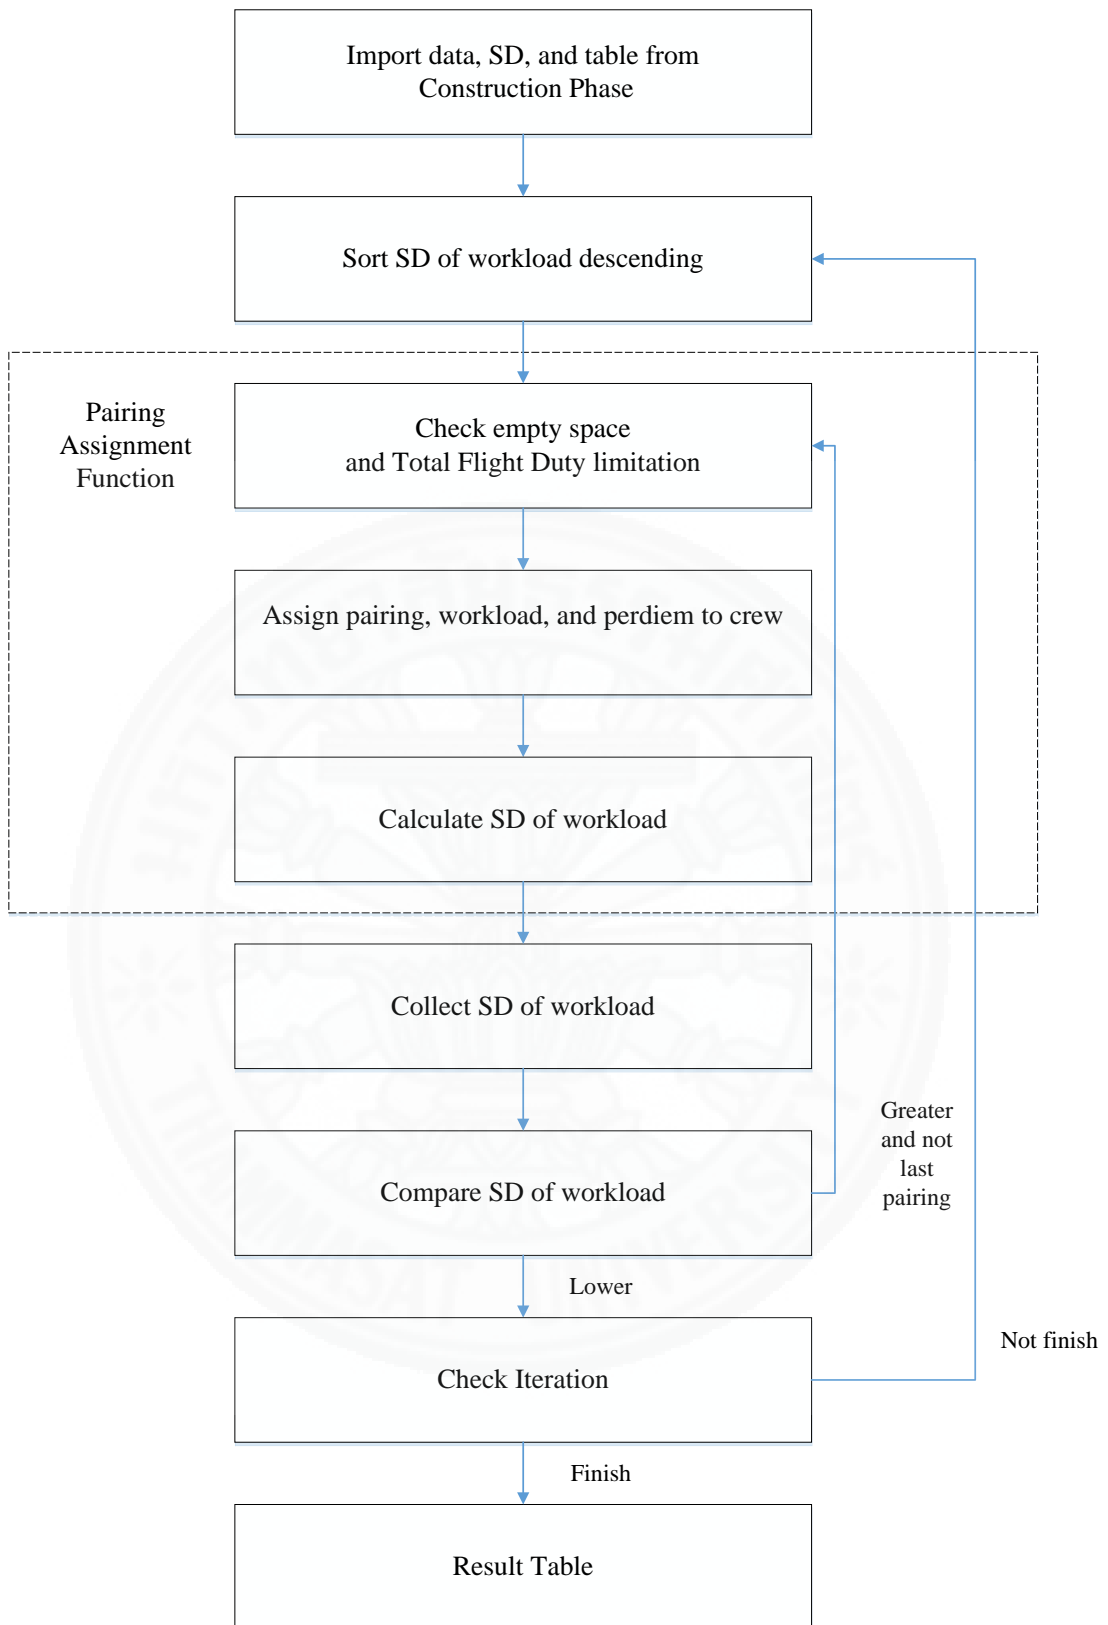 Import data, SD, and table from
Construction Phase
Sort SD of workload descending
Pairing
Assignment
Function
Check empty space
and Total Flight Duty limitation
Assign pairing, workload, and perdiem to crew
Calculate SD of workload
Collect SD of workload
Greater
and not
last
pairing
Compare SD of workload
Lower
Not finish
Check Iteration
Finish
Result Table
THAMMASAT UNIVERSITY